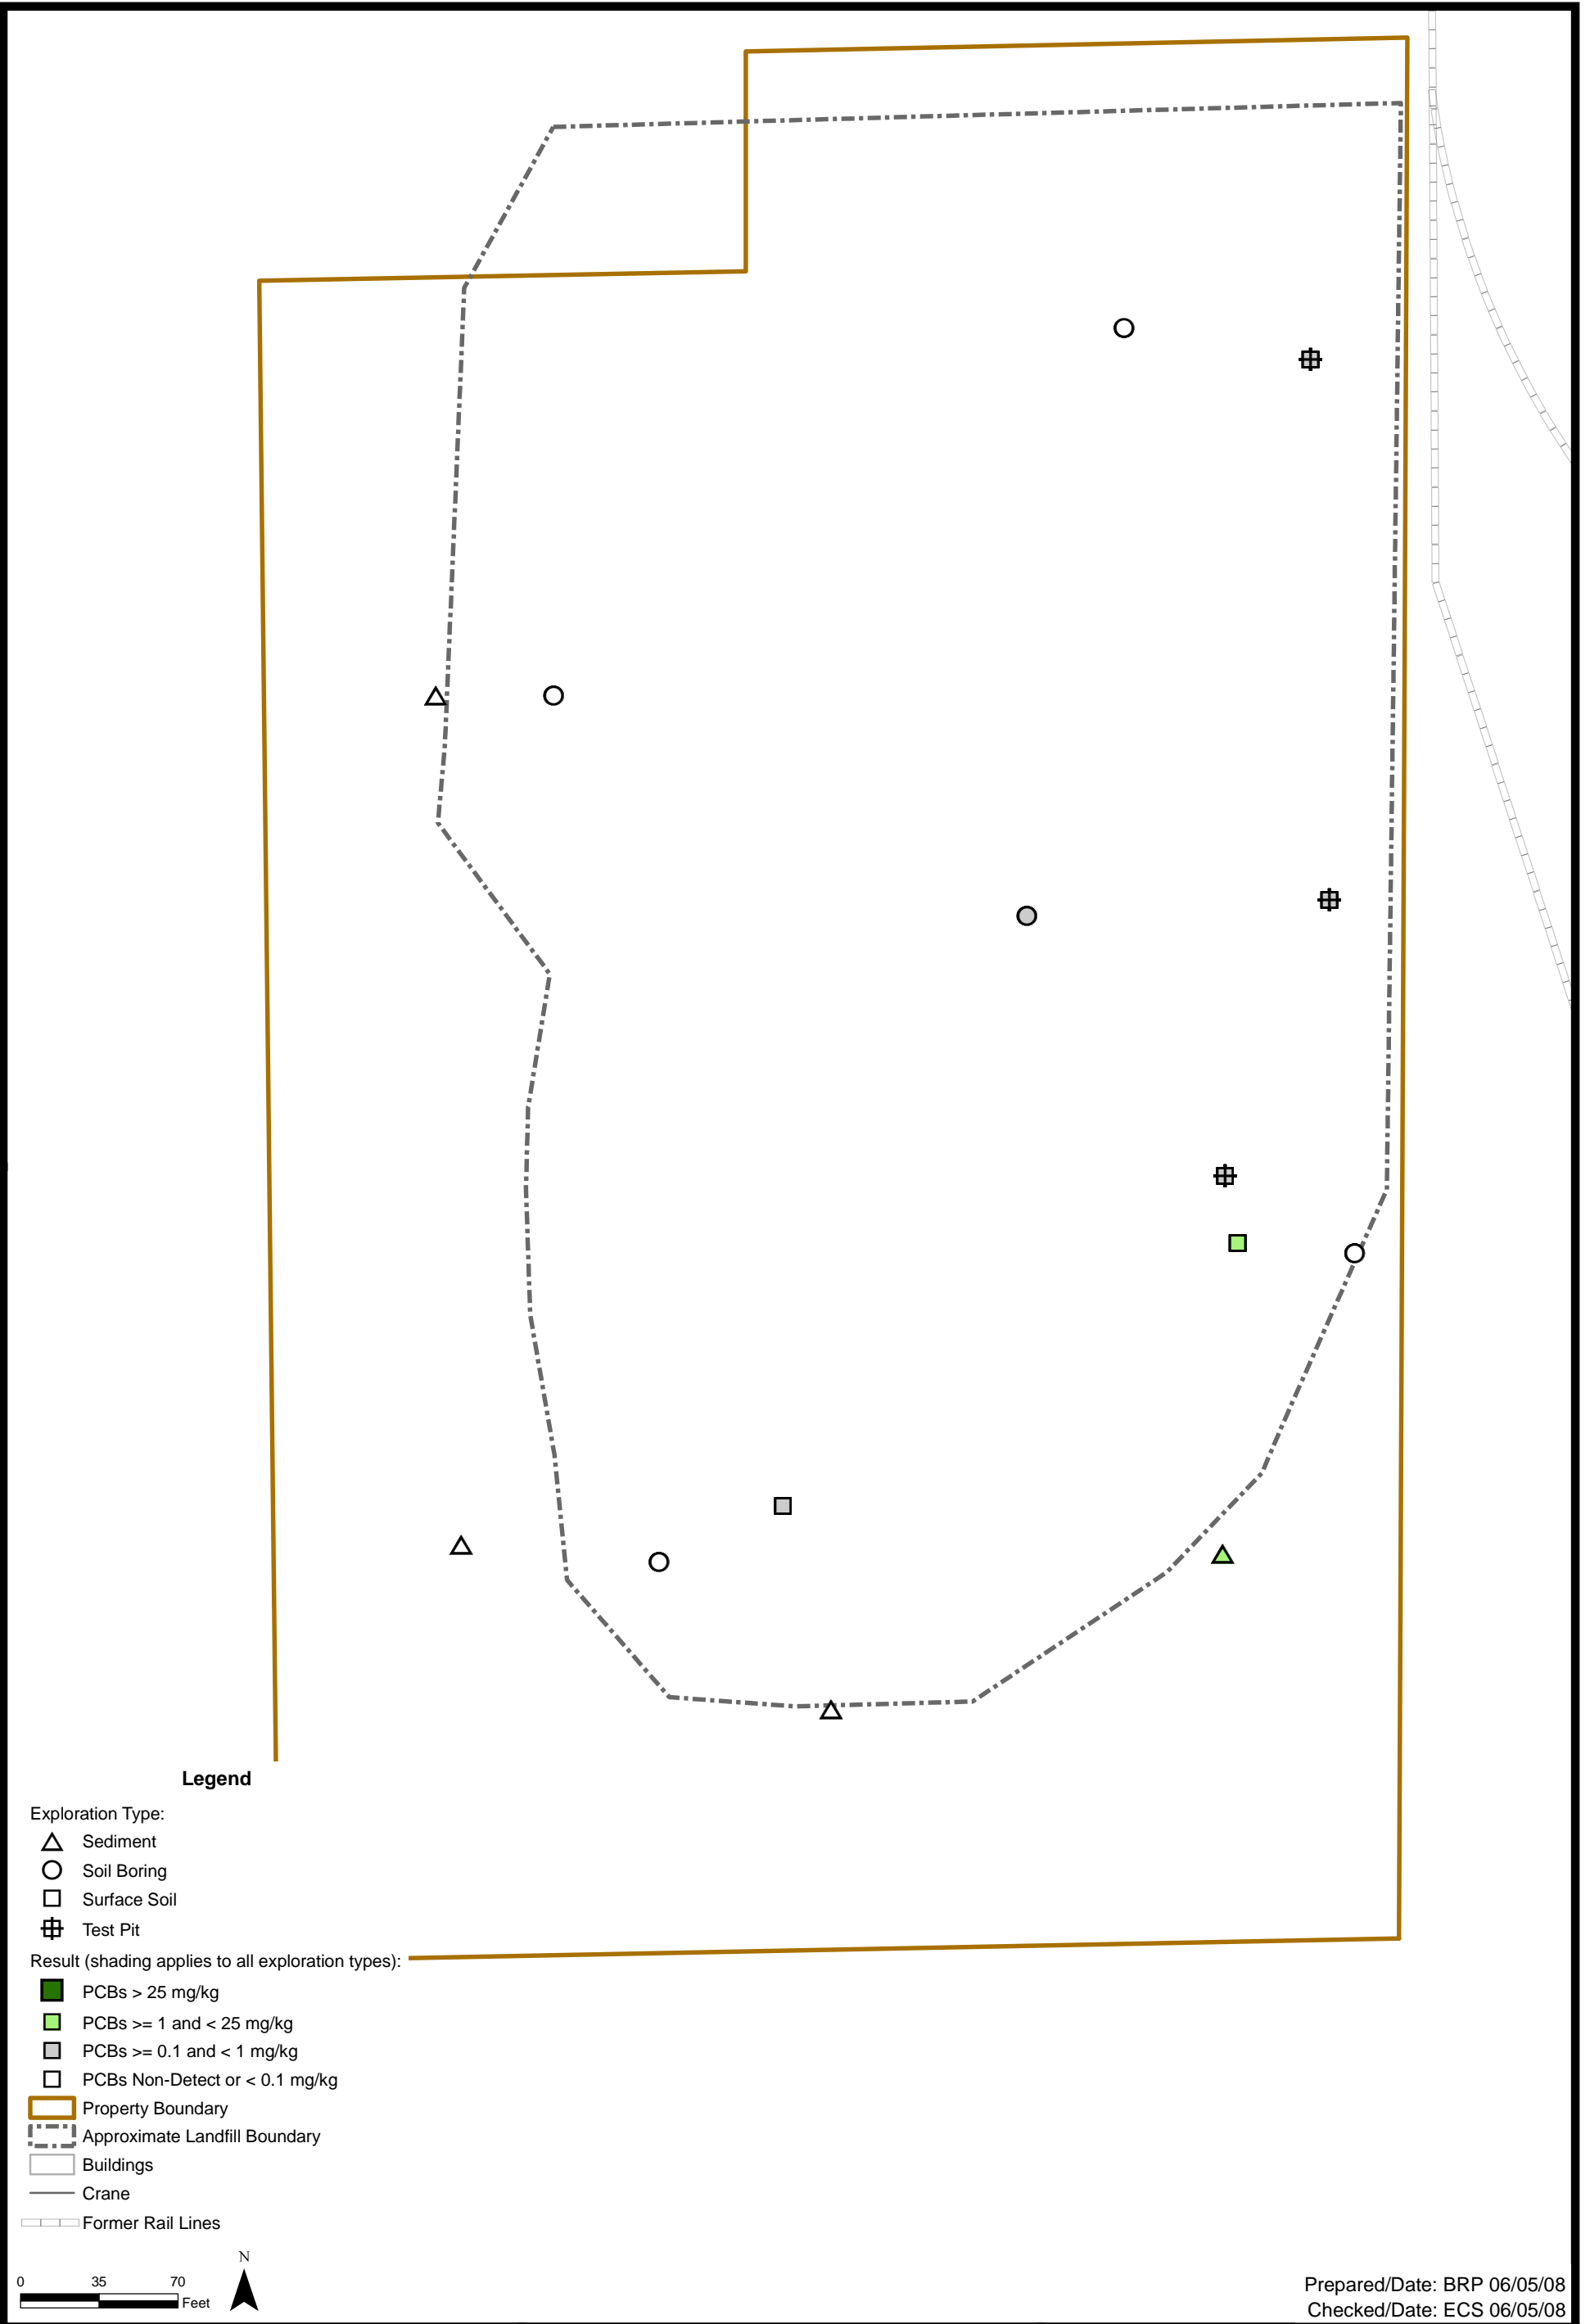 Legend
Exploration Type:
Sediment
Soil Boring
Surface Soil
Test Pit
Result (shading applies to all exploration types):
PCBs > 25 mg/kg
PCBs >= 1 and < 25 mg/kg
PCBs >= 0.1 and < 1 mg/kg
PCBs Non-Detect or < 0.1 mg/kg
Property Boundary
Approximate Landfill Boundary
Buildings
Crane
Former Rail Lines
N
0 35 70
Feet
Prepared/Date: BRP 06/05/08
Checked/Date: ECS 06/05/08